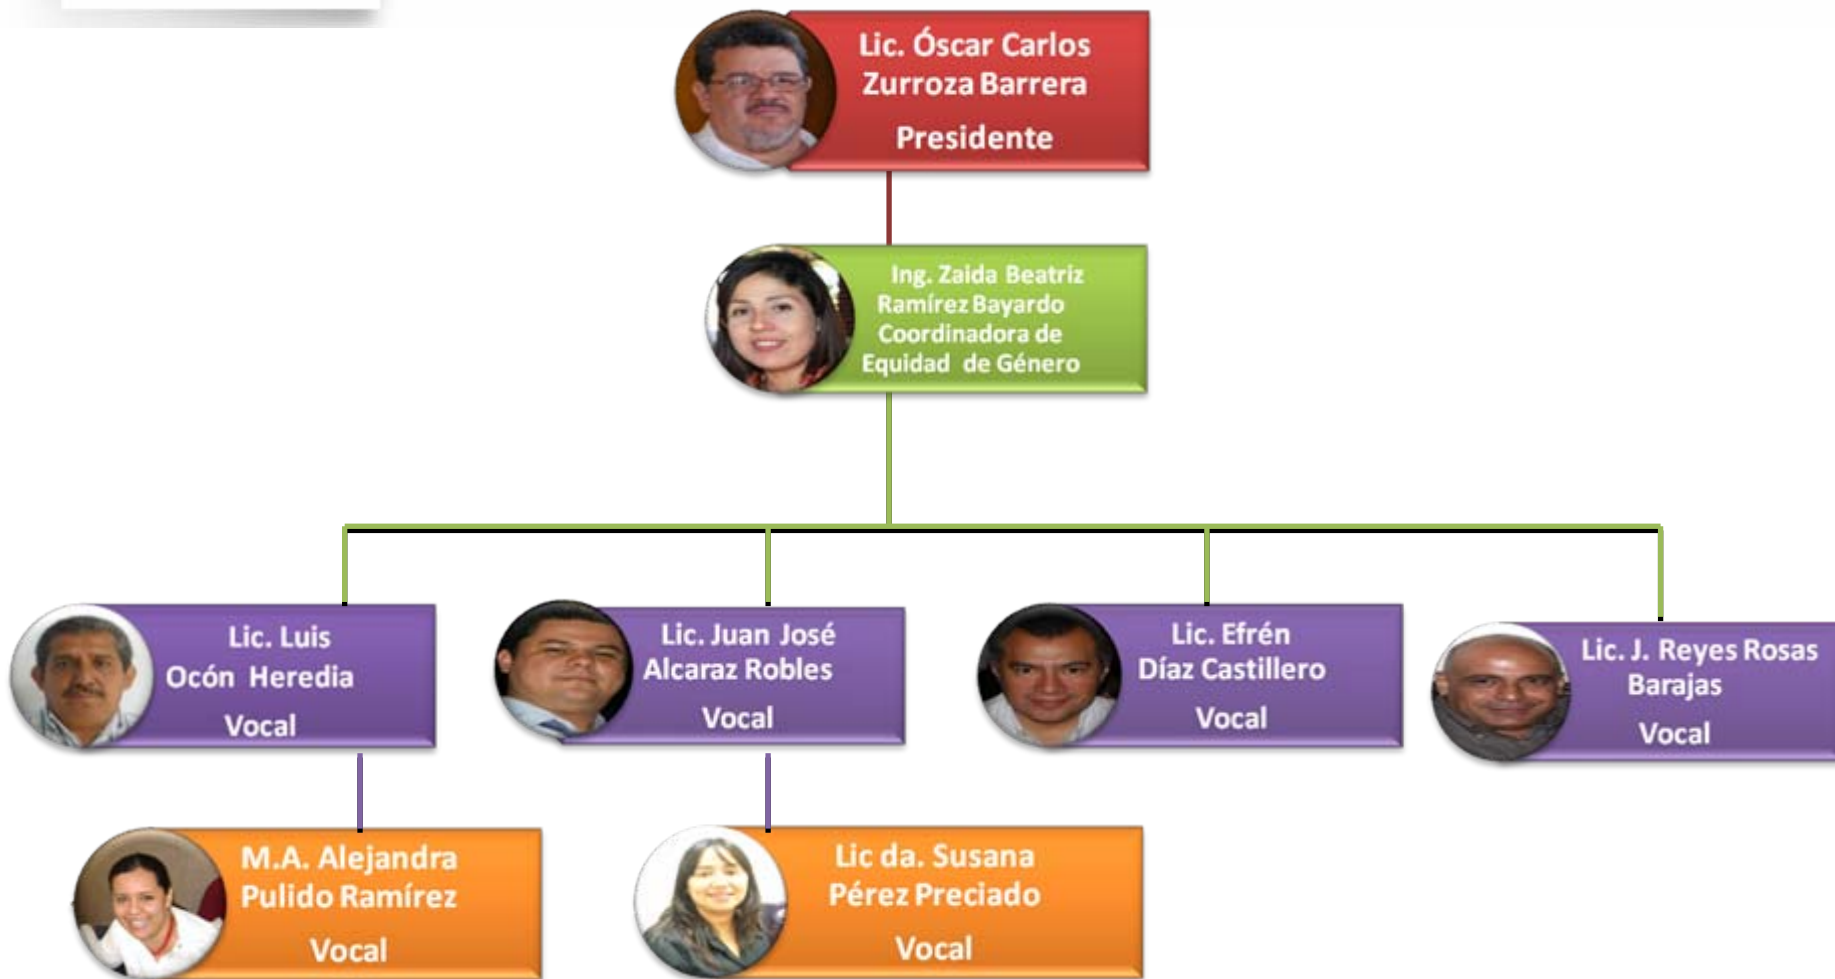 Lic. Óscar Carlos
Zurroza Barrera
Presidente
Ing. Zaida Beatriz
Ramírez Bayardo
Coordinadora de
Equidad de Género
Lic. Luis
Ocón Heredia
Vocal
Lic. Juan José
Alcaraz Robles
Vocal
Lic. Efrén
Díaz Castillero
Vocal
Lic. J. Reyes Rosas
Barajas
Vocal
M.A. Alejandra
Pulido Ramírez
Vocal
Lic da. Susana
Pérez Preciado
Vocal